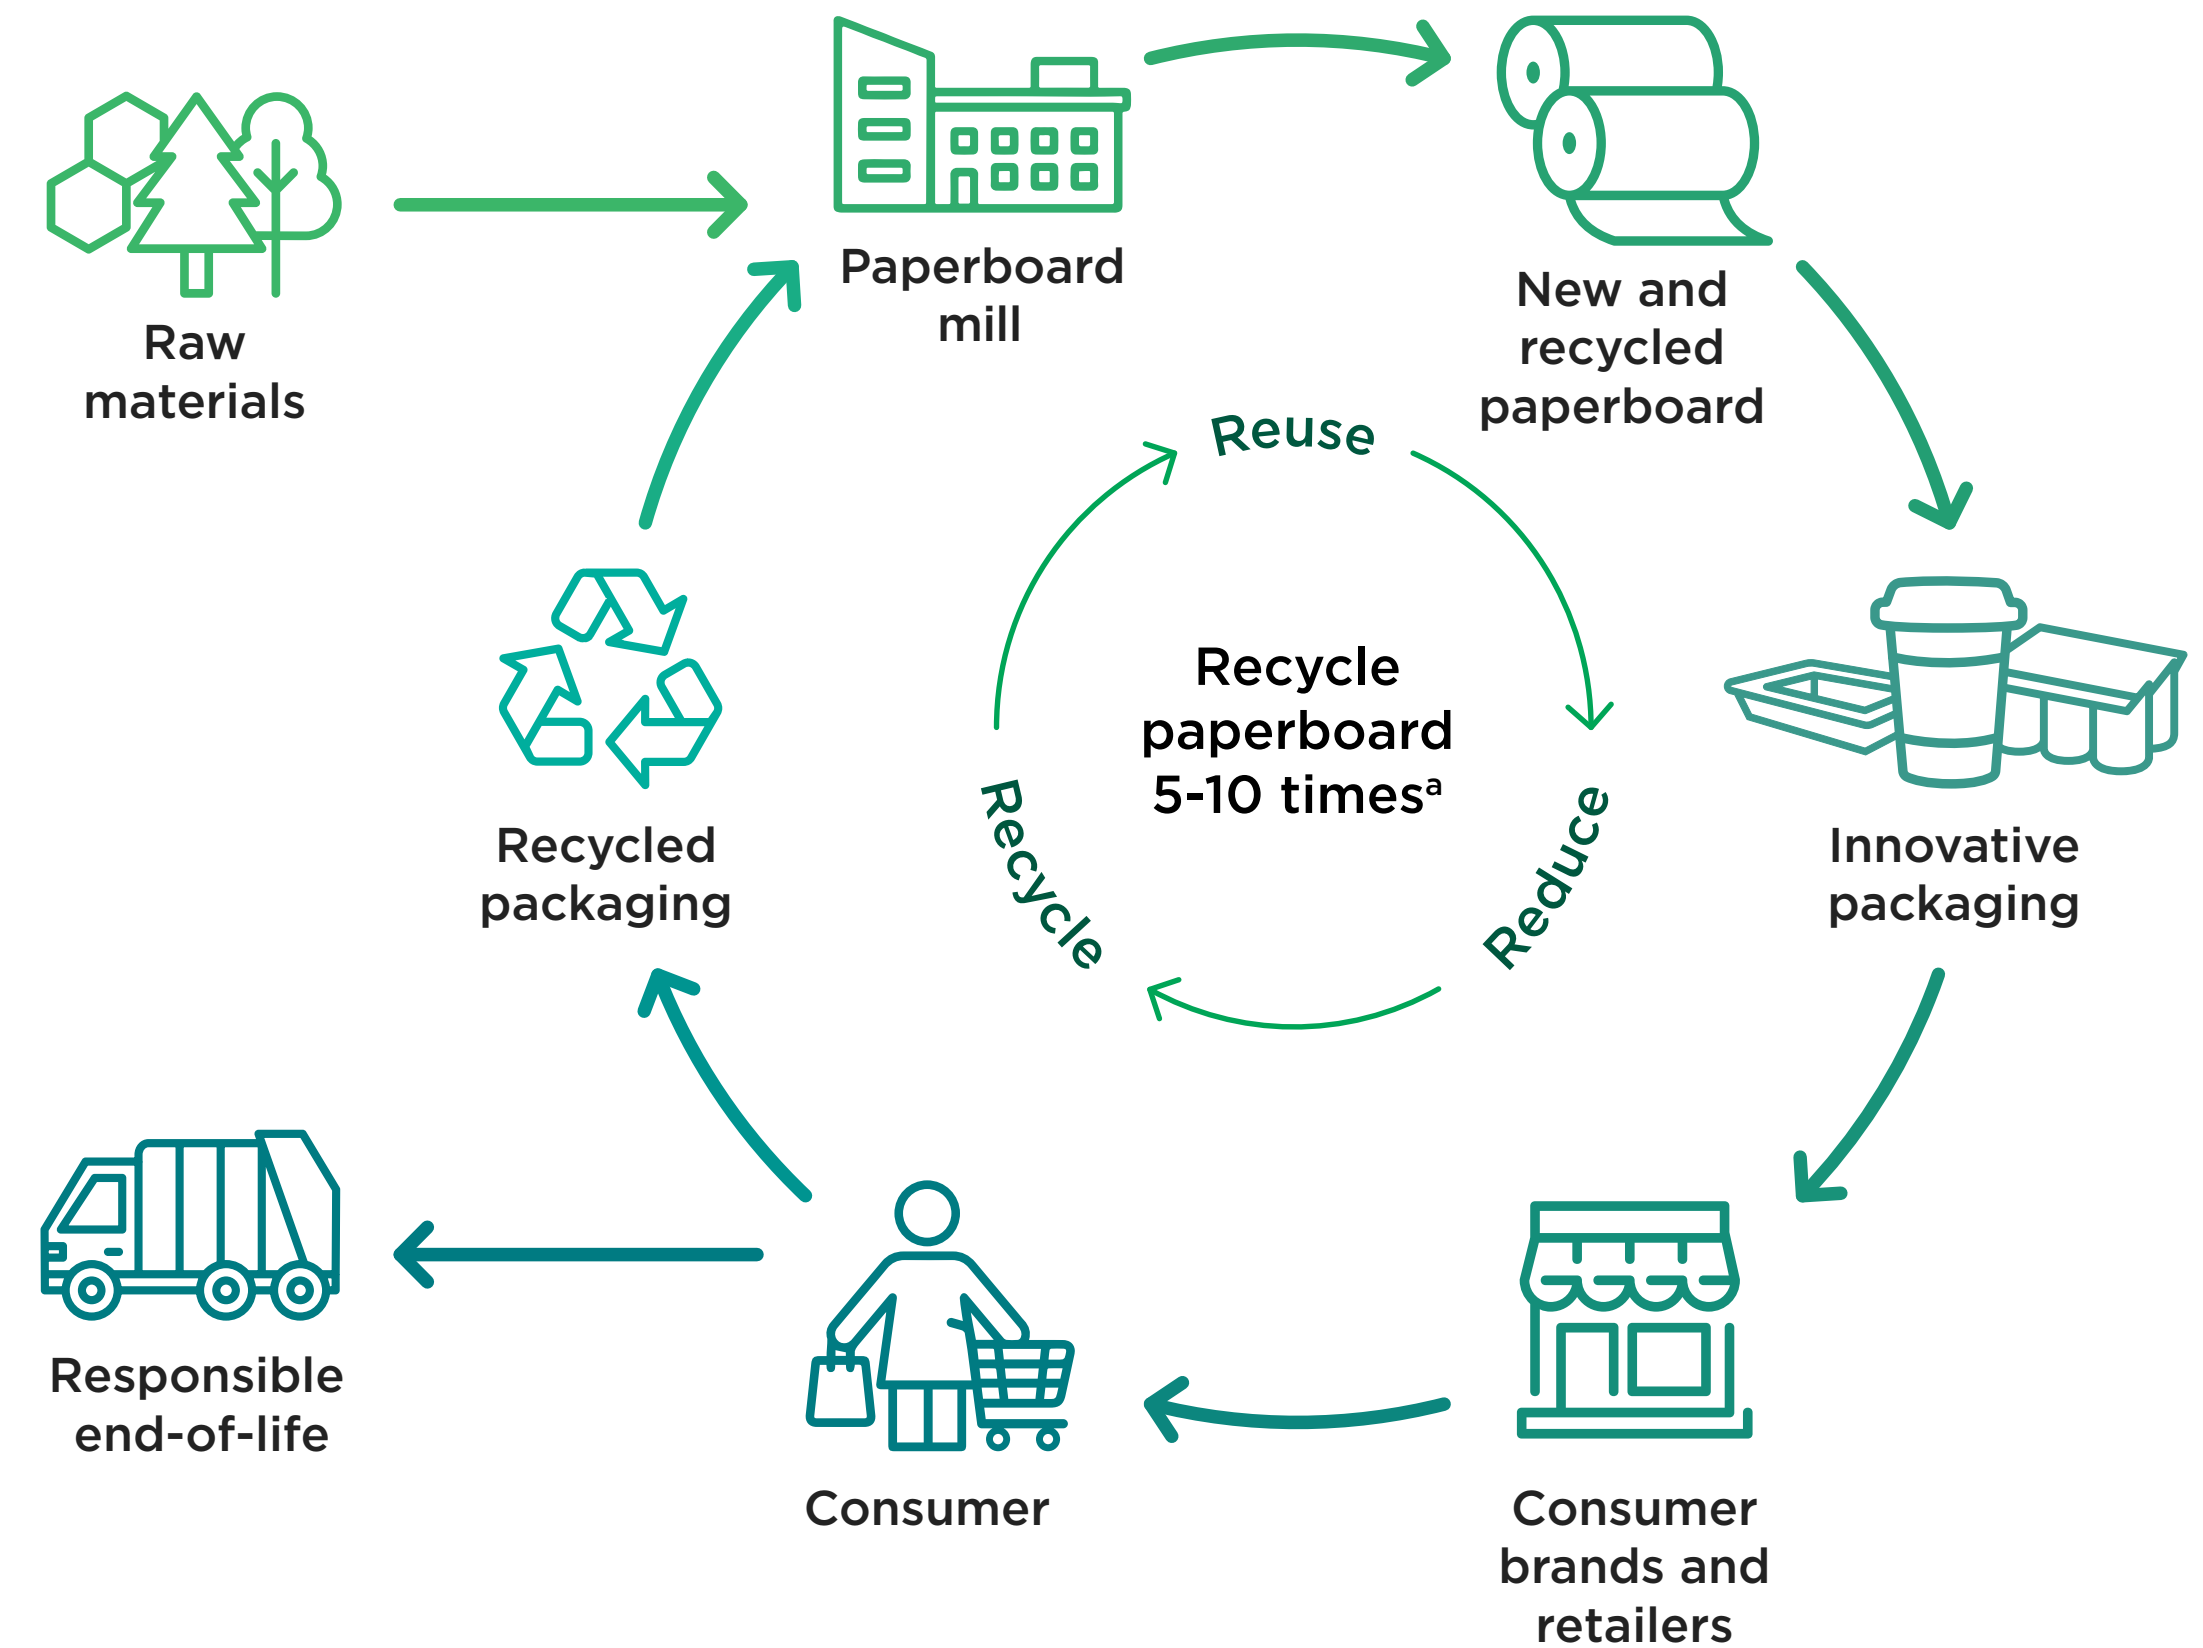 Raw
materials
Paperboard
mill
New and
recycled
paperboard
Reuse
Reduce
Recycle
Recycle
paperboard
5-10 timesᵃ
Recycled
packaging
Innovative
packaging
Responsible
end-of-life
Consumer
Consumer
brands and
retailers